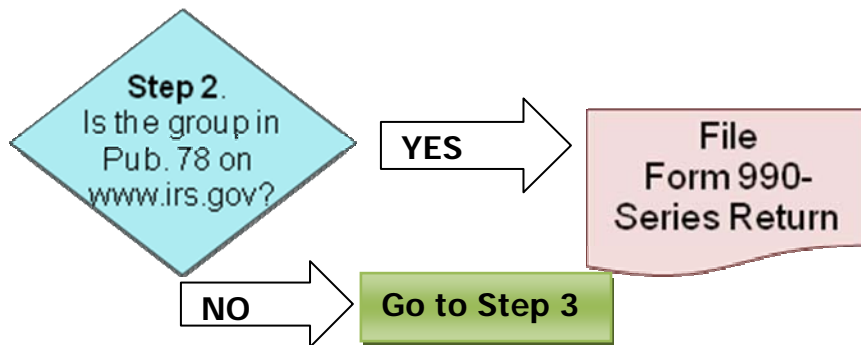 Step 2.
Is the group in
Pub. 78 on
www.irs.gov?
YES
File
Form 990-
Series Return
NO
Go to Step 3